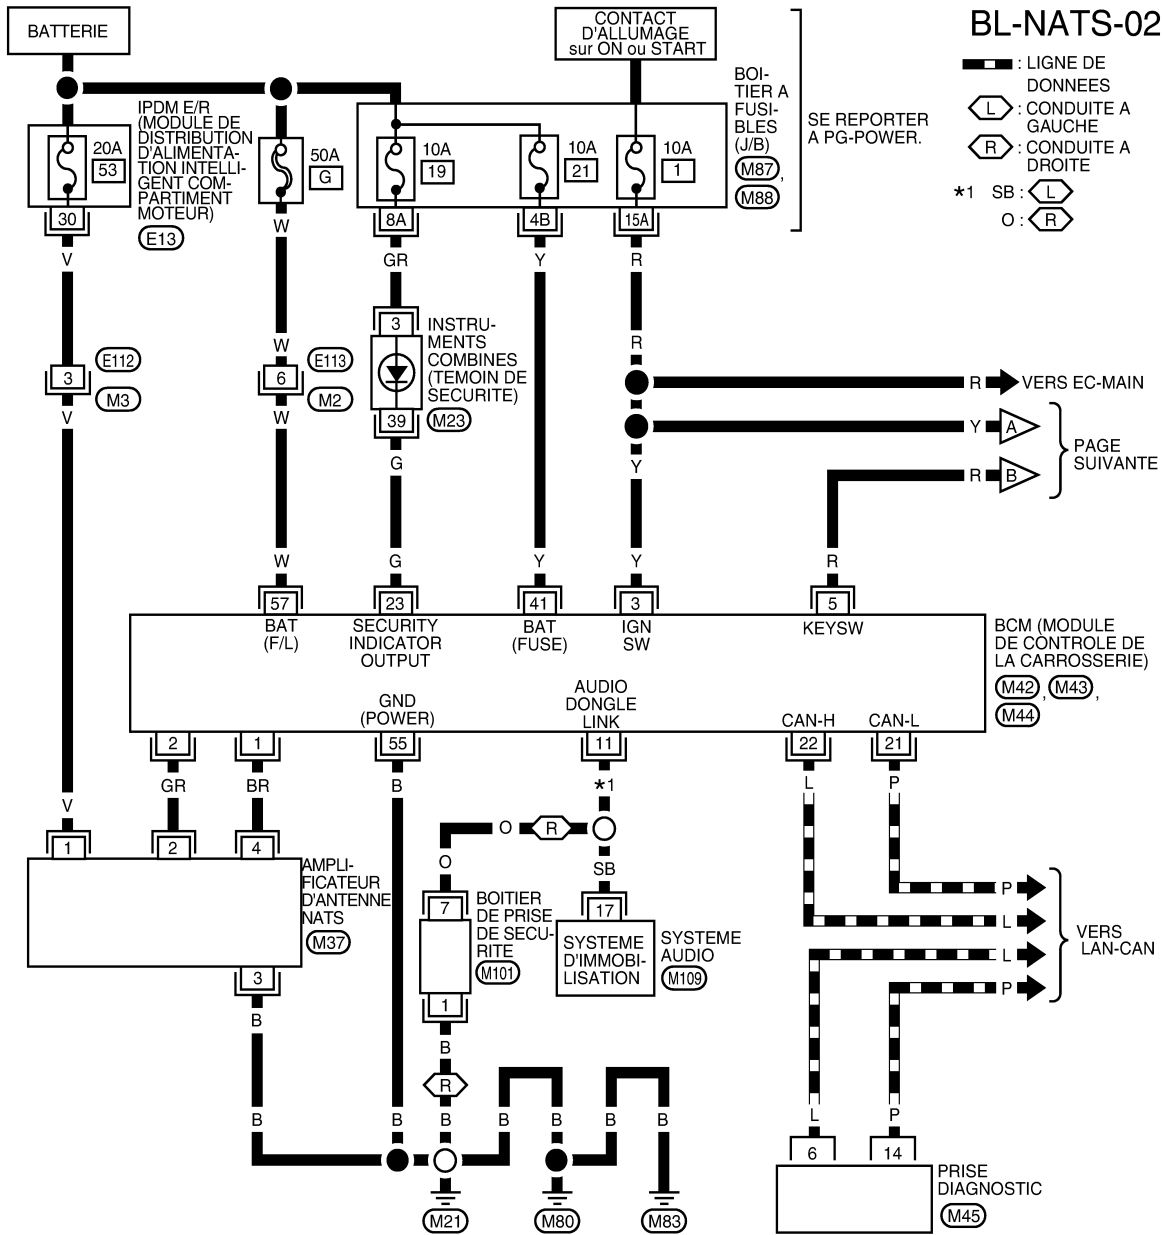 BL-NATS-02
BATTERIE
CONTACT
D'ALLUMAGE
sur ON ou START
: LIGNE DE
DONNEES
L : CONDUITE A
GAUCHE
R : CONDUITE A
DROITE
*1 SB : L
O : R
IPDM E/R
(MODULE DE
DISTRIBUTION
D'ALIMENTA-
TION INTELLI-
GENT COM-
PARTIMENT
MOTEUR)
E13
20A
53
30
50A
G
10A
19
10A
21
10A
1
BOI-
TIER A
FUSI-
BLES
(J/B)
M87 ,
M88
SE REPORTER
A PG-POWER.
8A
4B
15A
V
W
GR
Y
R
3
INSTRU-
MENTS
COMBINES
(TEMOIN DE
SECURITE)
M23
39
W
R
E112
3
M3
E113
6
M2
V
W
R
VERS EC-MAIN
Y
A
R
B
PAGE
SUIVANTE
G
Y
W
G
Y
Y
R
57
23
41
3
5
BAT
(F/L)
SECURITY
INDICATOR
OUTPUT
BAT
(FUSE)
IGN
SW
KEYSW
BCM (MODULE
DE CONTROLE DE
LA CARROSSERIE)
M42 , M43 ,
M44
GND
(POWER)
AUDIO
DONGLE
LINK
CAN-H
CAN-L
2
1
55
11
22
21
GR
BR
B
*1
L
P
V
1
2
4
O
R
O
SB
AMPLI-
FICATEUR
D'ANTENNE
NATS
M37
3
7
BOITIER
DE PRISE
DE SECU-
RITE
M101
1
17
SYSTEME
D'IMMOBI-
LISATION
SYSTEME
AUDIO
M109
P
L
L
P
VERS
LAN-CAN
B
B
R
B
B
B
B
B
B
B
L
P
6
14
PRISE
DIAGNOSTIC
M45
M21
M80
M83